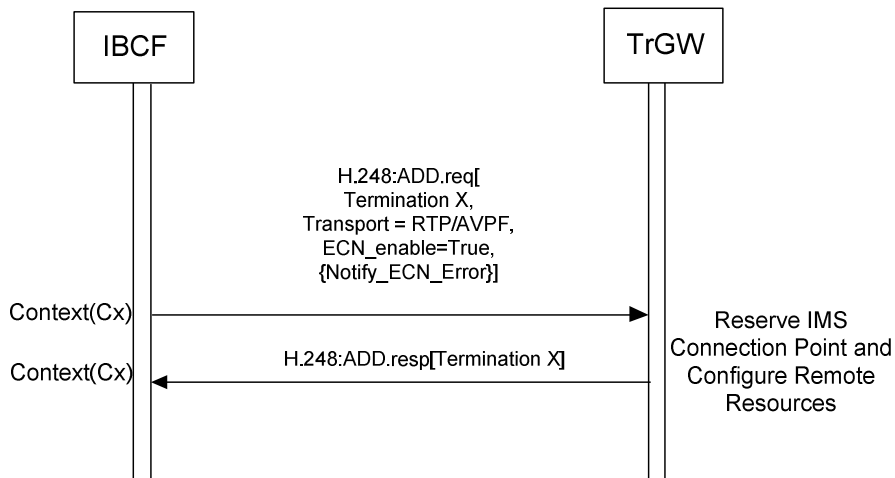 IBCF
TrGW
H.248:ADD.req[
Termination X,
Transport = RTP/AVPF,
ECN_enable=True,
{Notify_ECN_Error}]
Context(Cx)
H.248:ADD.resp[Termination X]
Context(Cx)
Reserve IMS
Connection Point and
Configure Remote
Resources